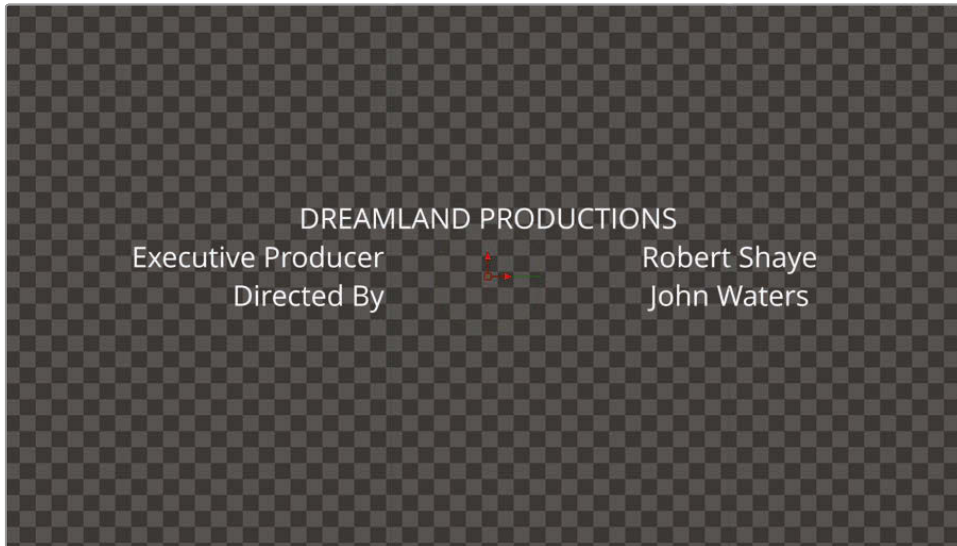 DREAMLAND PRODUCTIONS
Executive Producer Robert Shaye
Directed By John Waters